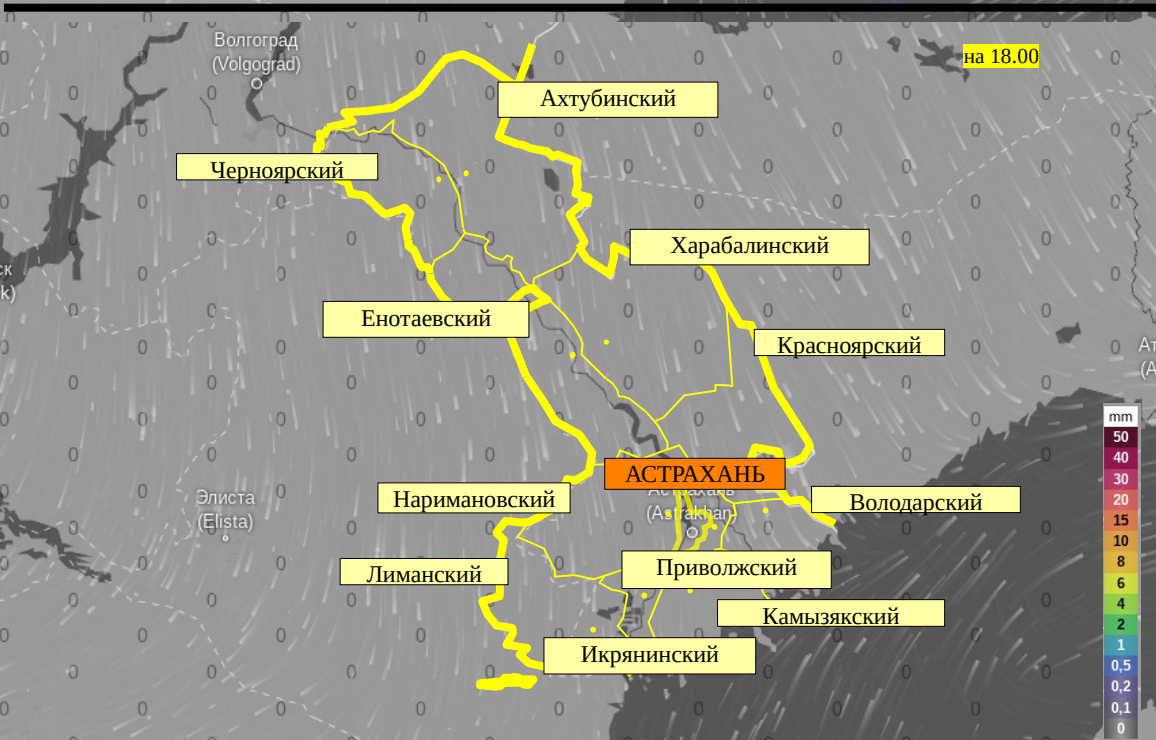 Волгоград
(Volgograd)
на 18.00
Ахтубинский
Черноярский
Харабалинский
ск
k)
Енотаевский
Красноярский
Ат
(А
mm
50
40
30
20
15
10
8
6
4
2
1
0,5
0,2
0,1
0
АСТРАХАНЬ
Астрахань
(Astrakhan)
Элиста
(Elista)
Наримановский
Володарский
Лиманский
Приволжский
Камызякский
Икрянинский